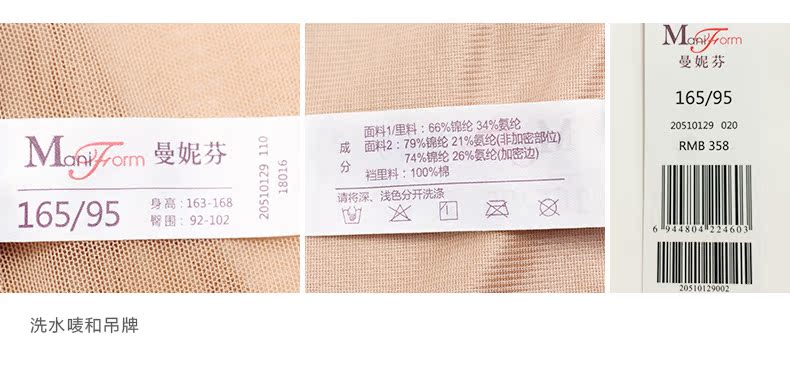 ManiForm 曼妮芬
165/95
身高:163-168
臀围:92-102
20510129 110
18016
成分
面料1/里料:66%锦纶 34%氨纶
面料2:79%锦纶 21%氨纶(非加密部位)
74%锦纶 26%氨纶(加密边)
裆里料:100%棉
请将深、浅色分开洗涤
ManiForm
曼妮芬
165/95
20510129 020
RMB 358
6 944804 224603
20510129002
洗水唛和吊牌